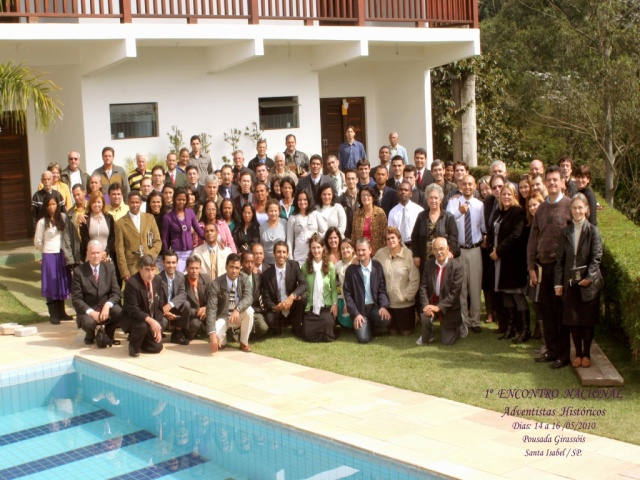 1º ENCONTRO NACIONAL
Adventistas Históricos
Dias: 14 a 16 /05/2010
Pousada Girassóis
Santa Isabel / SP.